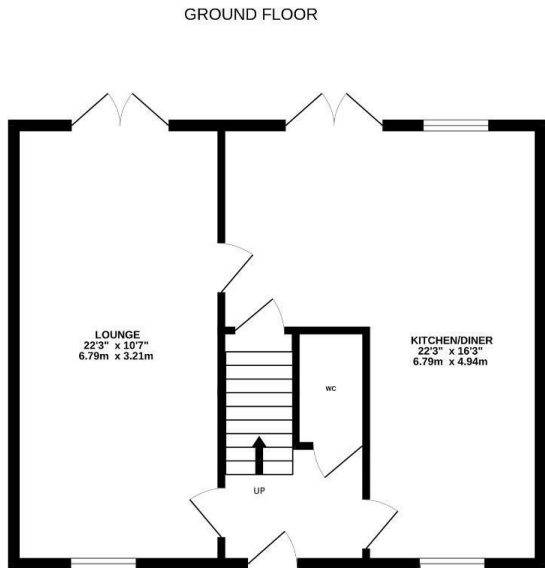 GROUND FLOOR
LOUNGE
22'3" x 10'7"
6.79m x 3.21m
KITCHEN/DINER
22'3" x 16'3"
6.79m x 4.94m
WC
UP